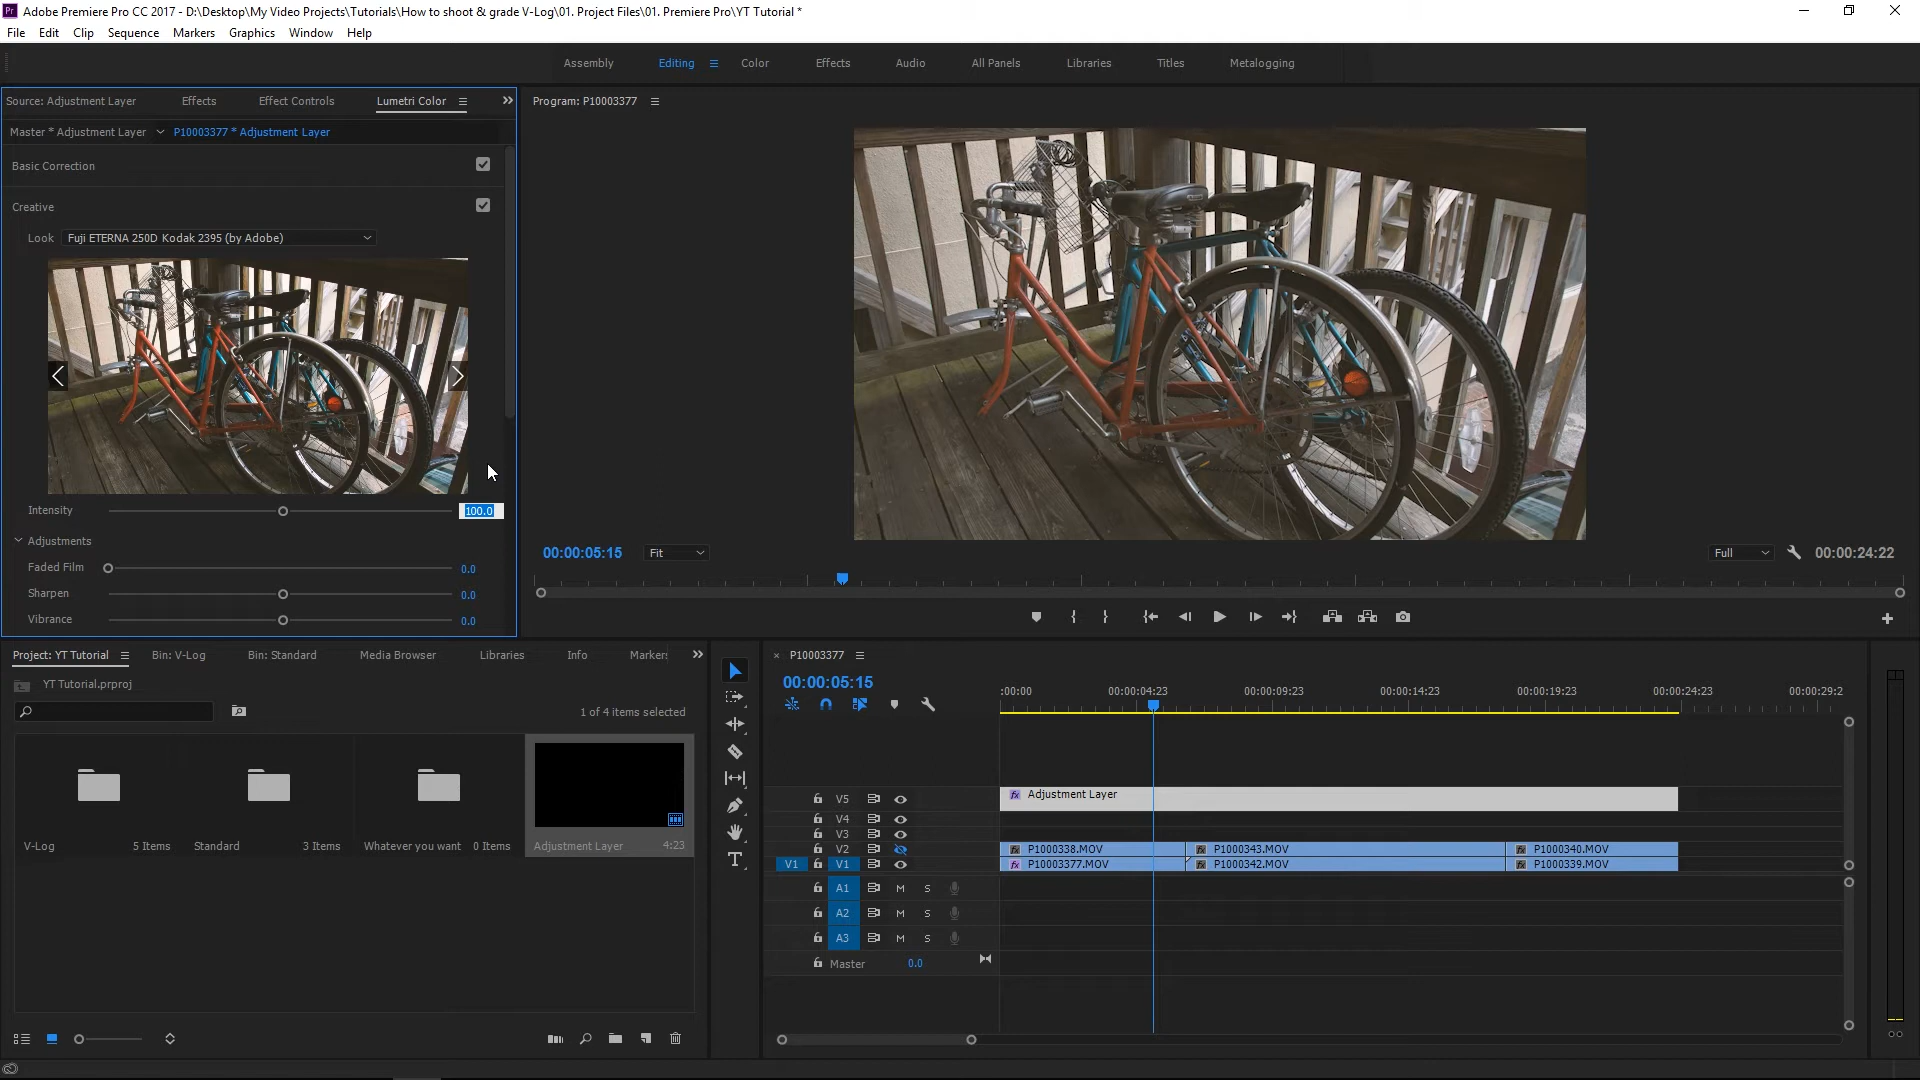 Pr Adobe Premiere Pro CC 2017 - D:\Desktop\My Video Projects\Tutorials\How to shoot & grade V-Log\01. Project Files\01. Premiere Pro\YT Tutorial *
File Edit Clip Sequence Markers Graphics Window Help
Assembly Editing Color Effects Audio All Panels Libraries Titles Metalogging
Source: Adjustment Layer Effects Effect Controls Lumetri Color
Master * Adjustment Layer P10003377 * Adjustment Layer
Basic Correction
Creative
Look Fuji ETERNA 250D Kodak 2395 (by Adobe)
Intensity 100.0
Adjustments
Faded Film 0.0
Sharpen 0.0
Vibrance 0.0
Program: P10003377
00:00:05:15 Fit Full 00:00:24:22
Project: YT Tutorial Bin: V-Log Bin: Standard Media Browser Libraries Info Marker
YT Tutorial.prproj
1 of 4 items selected
V-Log 5 Items Standard 3 Items Whatever you want 0 Items Adjustment Layer 4:23
P10003377
00:00:05:15
:00:00 00:00:04:23 00:00:09:23 00:00:14:23 00:00:19:23 00:00:24:23 00:00:29:2
V5 fx Adjustment Layer
V4
V3
V2 fx P1000338.MOV fx P1000343.MOV fx P1000340.MOV
V1 V1 fx P10003377.MOV fx P1000342.MOV fx P1000339.MOV
A1 M S
A2 M S
A3 M S
Master 0.0